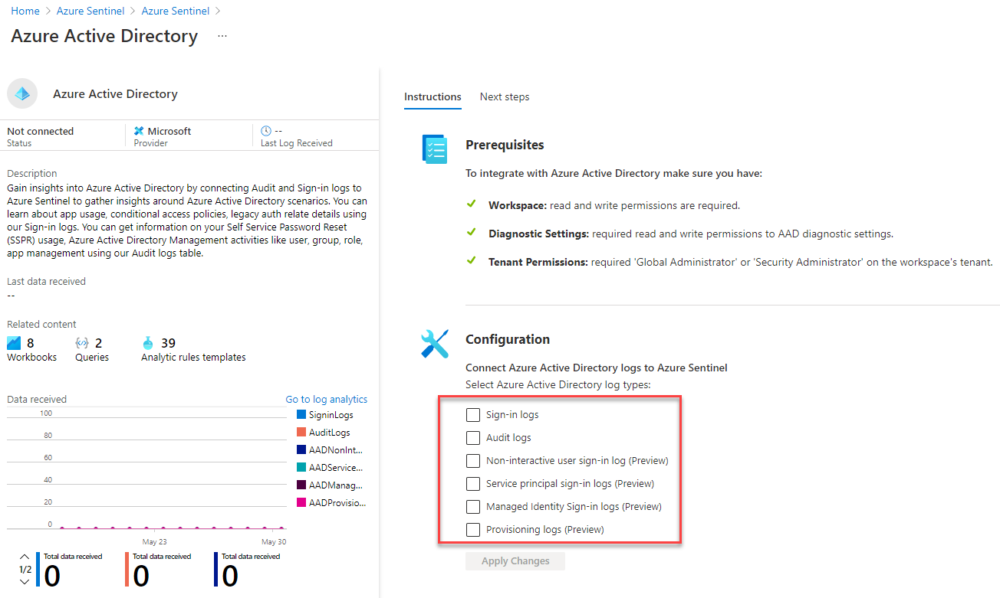 Home > Azure Sentinel > Azure Sentinel >
Azure Active Directory ...
Azure Active Directory
Not connected
Status
Microsoft
Provider
--
Last Log Received
Description
Gain insights into Azure Active Directory by connecting Audit and Sign-in logs to
Azure Sentinel to gather insights around Azure Active Directory scenarios. You can
learn about app usage, conditional access policies, legacy auth relate details using
our Sign-in logs. You can get information on your Self Service Password Reset
(SSPR) usage, Azure Active Directory Management activities like user, group, role,
app management using our Audit logs table.
Last data received
--
Related content
8
Workbooks
2
Queries
39
Analytic rules templates
Data received
Go to log analytics
100
80
60
40
20
0
May 23
May 30
SigninLogs
AuditLogs
AADNonInt...
AADService...
AADManag...
AADProvisio...
1/2
Total data received
0
Total data received
0
Total data received
0
Instructions
Next steps
Prerequisites
To integrate with Azure Active Directory make sure you have:
Workspace: read and write permissions are required.
Diagnostic Settings: required read and write permissions to AAD diagnostic settings.
Tenant Permissions: required 'Global Administrator' or 'Security Administrator' on the workspace's tenant.
Configuration
Connect Azure Active Directory logs to Azure Sentinel
Select Azure Active Directory log types:
Sign-in logs
Audit logs
Non-interactive user sign-in log (Preview)
Service principal sign-in logs (Preview)
Managed Identity Sign-in logs (Preview)
Provisioning logs (Preview)
Apply Changes